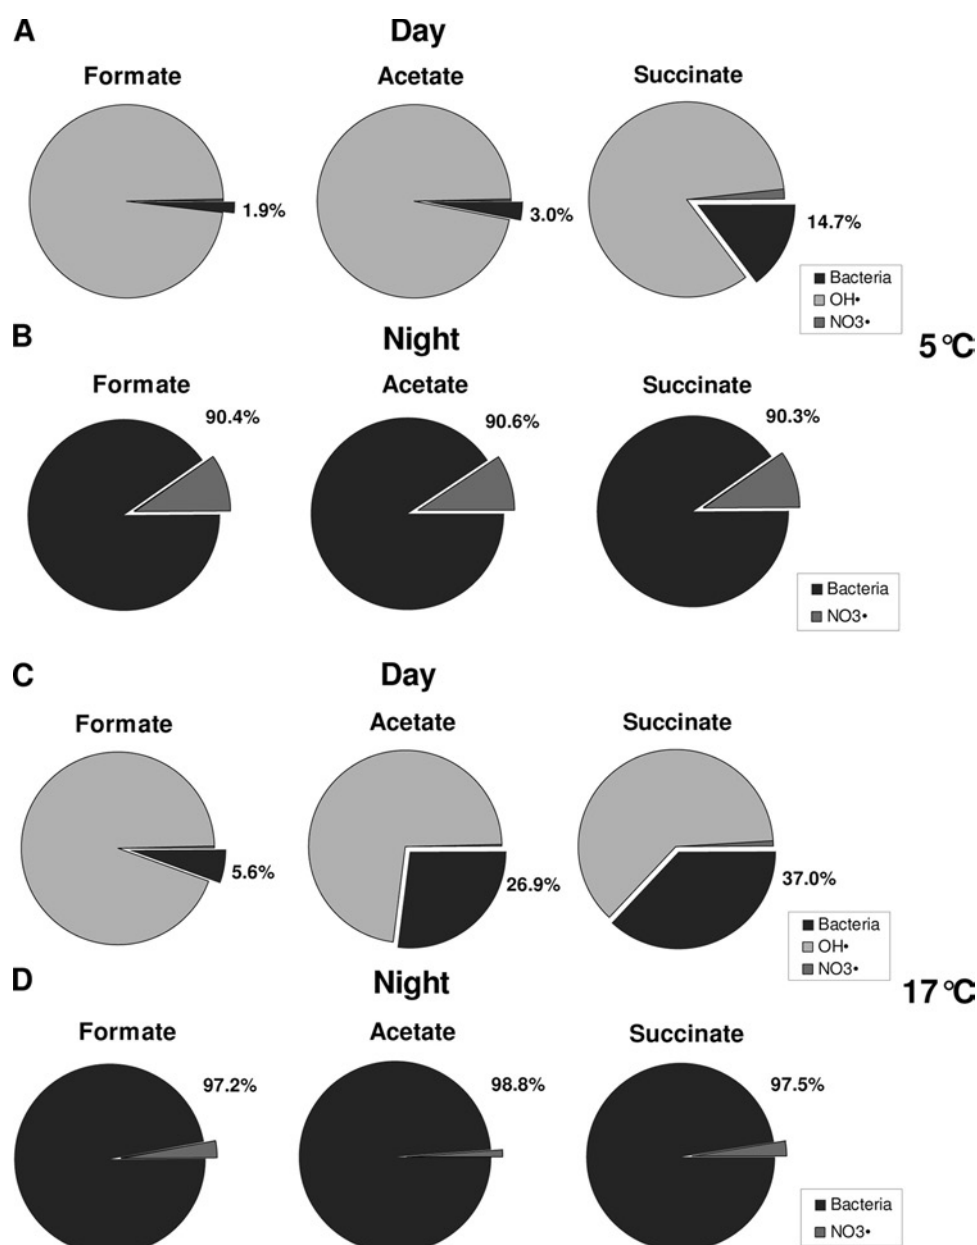 A
Day
Formate
Acetate
Succinate
1.9%
3.0%
14.7%
Bacteria
OH•
NO3•
5°C
B
Night
Formate
Acetate
Succinate
90.4%
90.6%
90.3%
Bacteria
NO3•
C
Day
Formate
Acetate
Succinate
5.6%
26.9%
37.0%
Bacteria
OH•
NO3•
17°C
D
Night
Formate
Acetate
Succinate
97.2%
98.8%
97.5%
Bacteria
NO3•